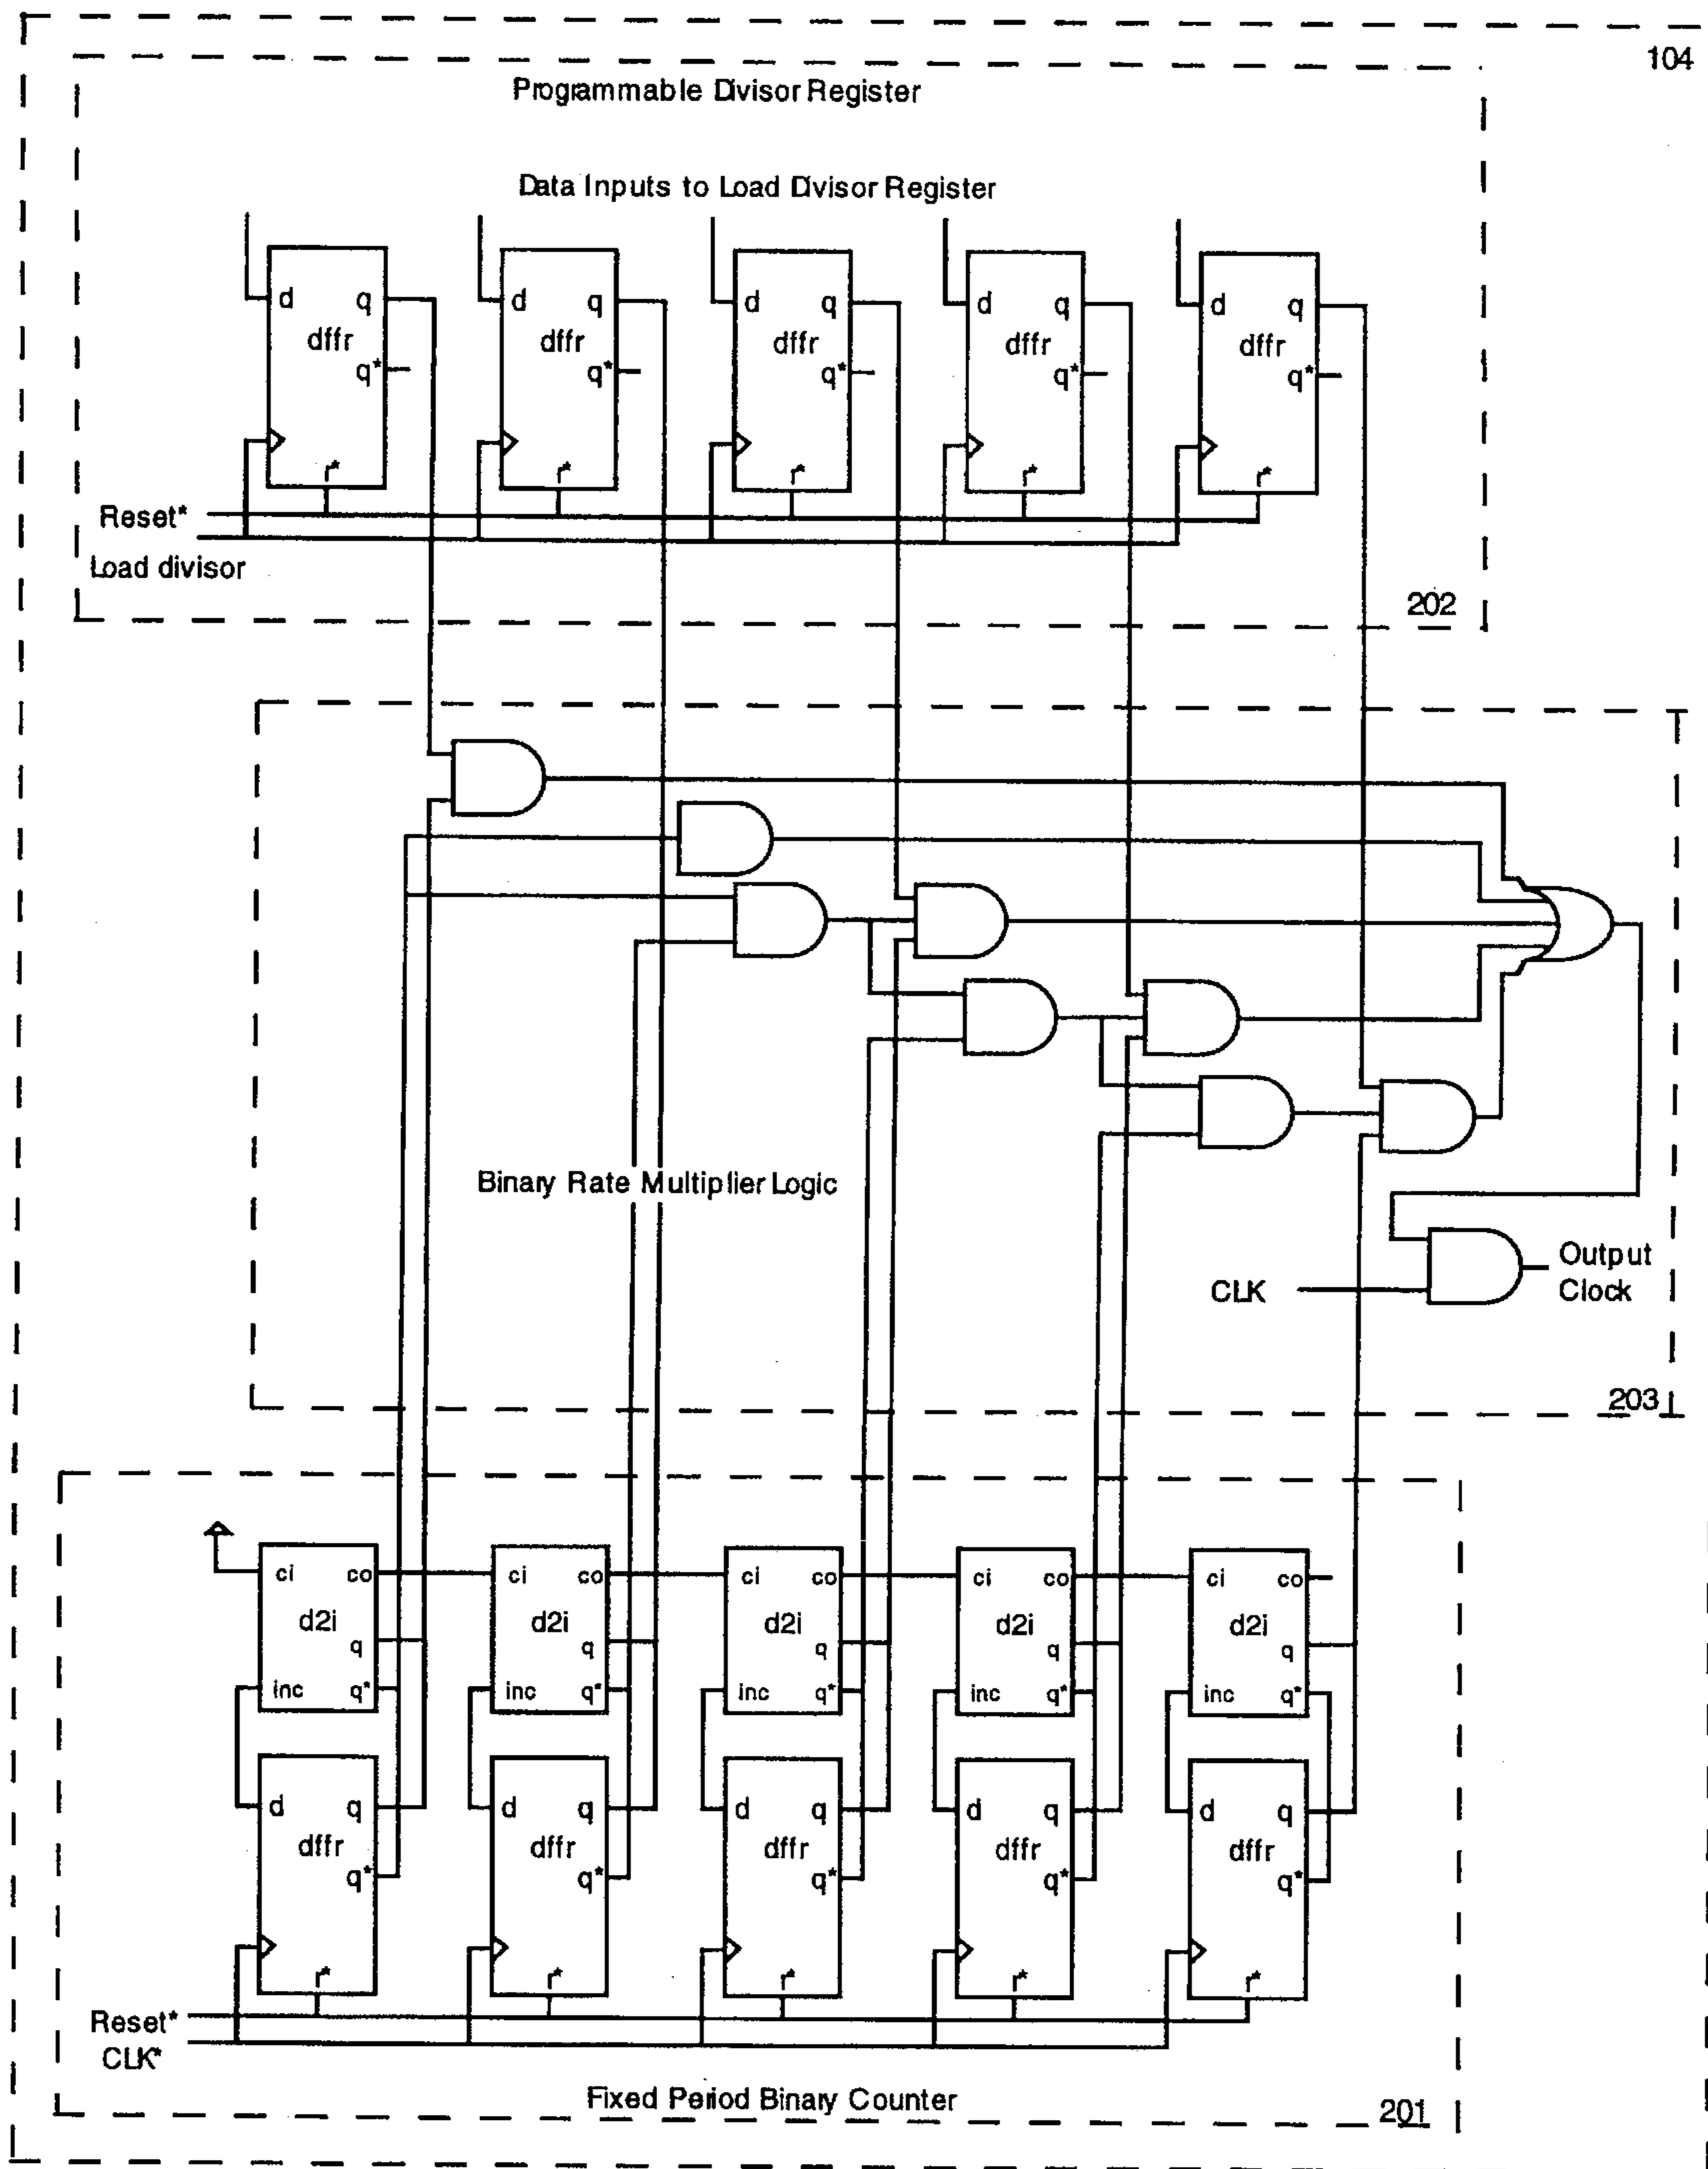 104
Programmable Divisor Register
Data Inputs to Load Divisor Register
d q d q d q d q d q
dffr dffr dffr dffr dffr
q* q* q* q* q*
r* r* r* r* r*
Reset*
Load divisor
202
Binary Rate Multiplier Logic
CLK
Output
Clock
203
ci co ci co ci co ci co ci co
d2i d2i d2i d2i d2i
q q q q q
inc q* inc q* inc q* inc q* inc q*
d q d q d q d q d q
dffr dffr dffr dffr dffr
q* q* q* q* q*
r* r* r* r* r*
Reset*
CLK*
Fixed Period Binary Counter
201